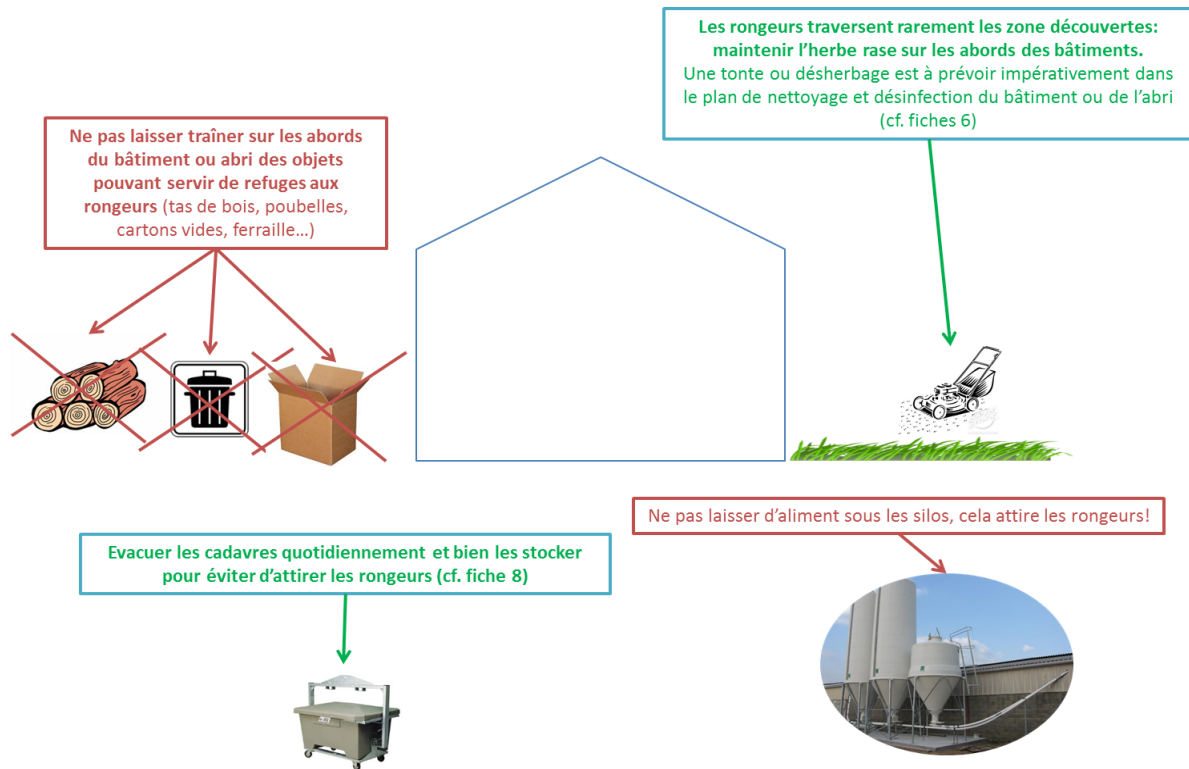 Les rongeurs traversent rarement les zone découvertes:
maintenir l’herbe rase sur les abords des bâtiments.
Une tonte ou désherbage est à prévoir impérativement dans
le plan de nettoyage et désinfection du bâtiment ou de l’abri
(cf. fiches 6)
Ne pas laisser traîner sur les abords
du bâtiment ou abri des objets
pouvant servir de refuges aux
rongeurs (tas de bois, poubelles,
cartons vides, ferraille…)
Ne pas laisser d’aliment sous les silos, cela attire les rongeurs!
Evacuer les cadavres quotidiennement et bien les stocker
pour éviter d’attirer les rongeurs (cf. fiche 8)